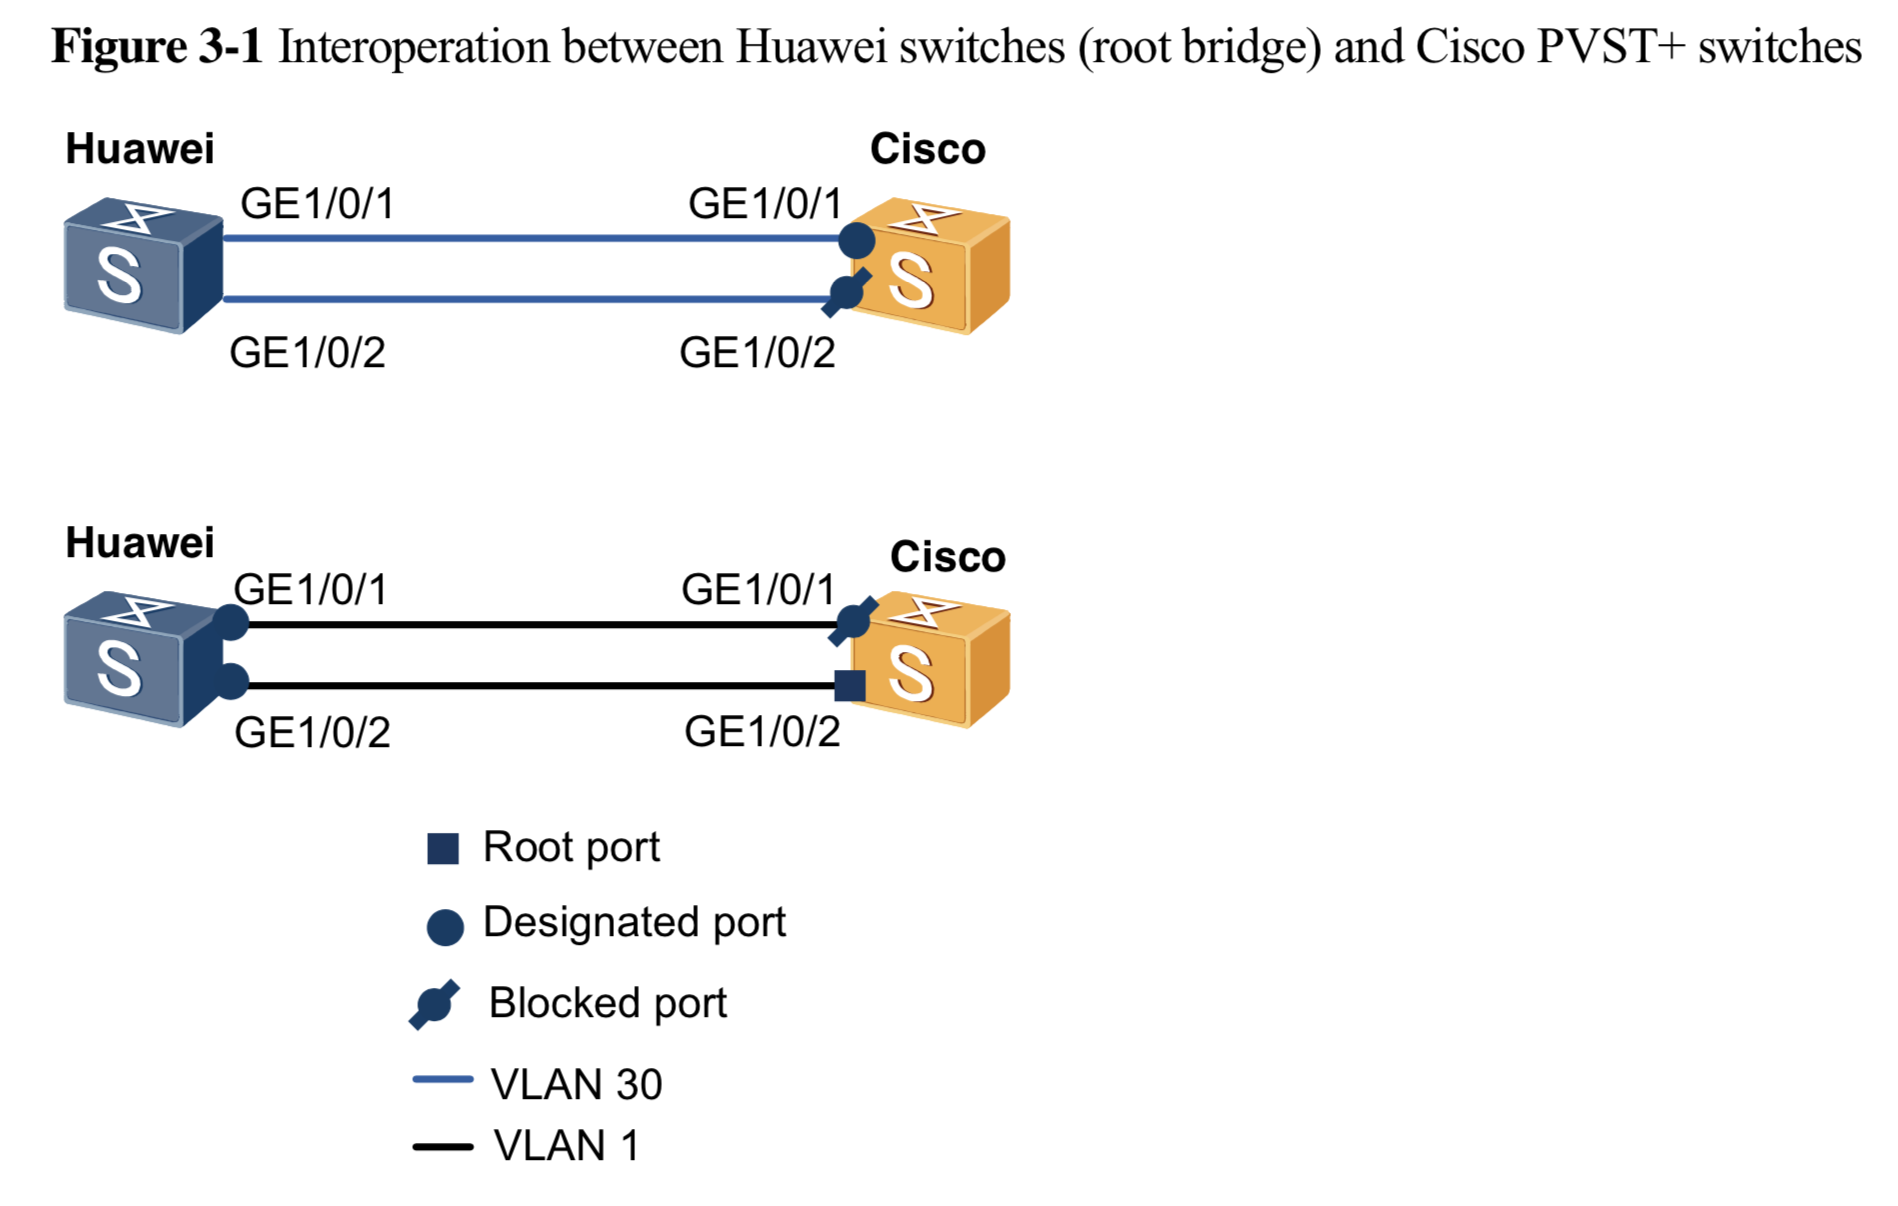 Figure 3-1 Interoperation between Huawei switches (root bridge) and Cisco PVST+ switches
Huawei
Cisco
GE1/0/1
GE1/0/1
S
S
GE1/0/2
GE1/0/2
Huawei
Cisco
GE1/0/1
GE1/0/1
S
S
GE1/0/2
GE1/0/2
Root port
Designated port
Blocked port
VLAN 30
VLAN 1